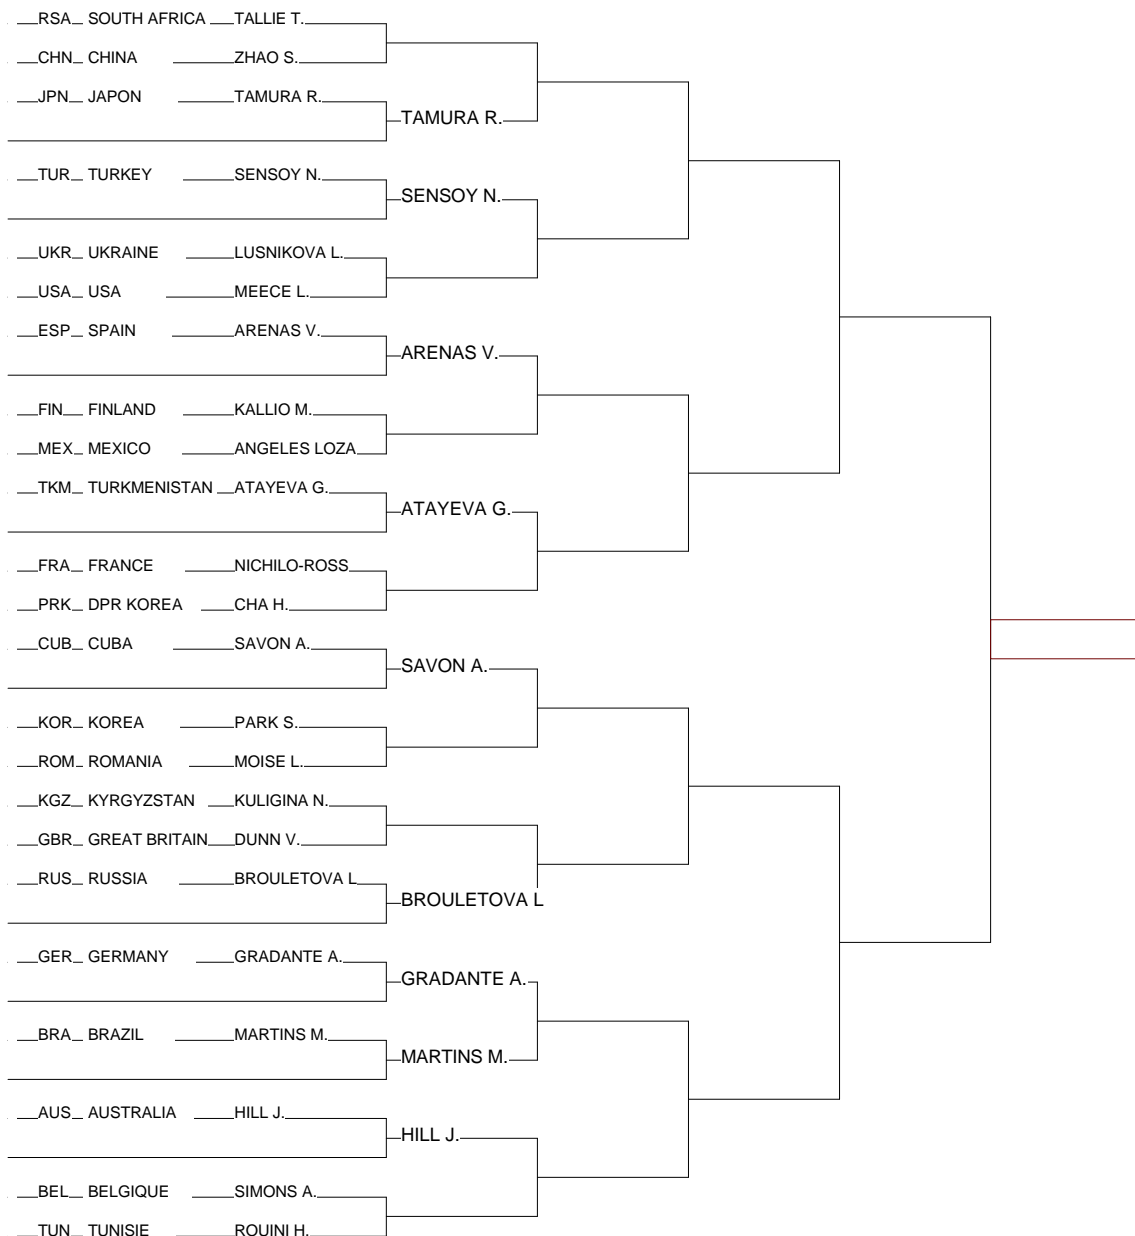 RSA SOUTH AFRICA TALLIE T.
CHN CHINA ZHAO S.
JPN JAPON TAMURA R.
TAMURA R.
TUR TURKEY SENSOY N.
SENSOY N.
UKR UKRAINE LUSNIKOVA L.
USA USA MEECE L.
ESP SPAIN ARENAS V.
ARENAS V.
FIN FINLAND KALLIO M.
MEX MEXICO ANGELES LOZA
TKM TURKMENISTAN ATAYEVA G.
ATAYEVA G.
FRA FRANCE NICHILO-ROSS
PRK DPR KOREA CHA H.
CUB CUBA SAVON A.
SAVON A.
KOR KOREA PARK S.
ROM ROMANIA MOISE L.
KGZ KYRGYZSTAN KULIGINA N.
GBR GREAT BRITAIN DUNN V.
RUS RUSSIA BROULETOVA L
BROULETOVA L
GER GERMANY GRADANTE A.
GRADANTE A.
BRA BRAZIL MARTINS M.
MARTINS M.
AUS AUSTRALIA HILL J.
HILL J.
BEL BELGIQUE SIMONS A.
TUN TUNISIE ROUINI H.